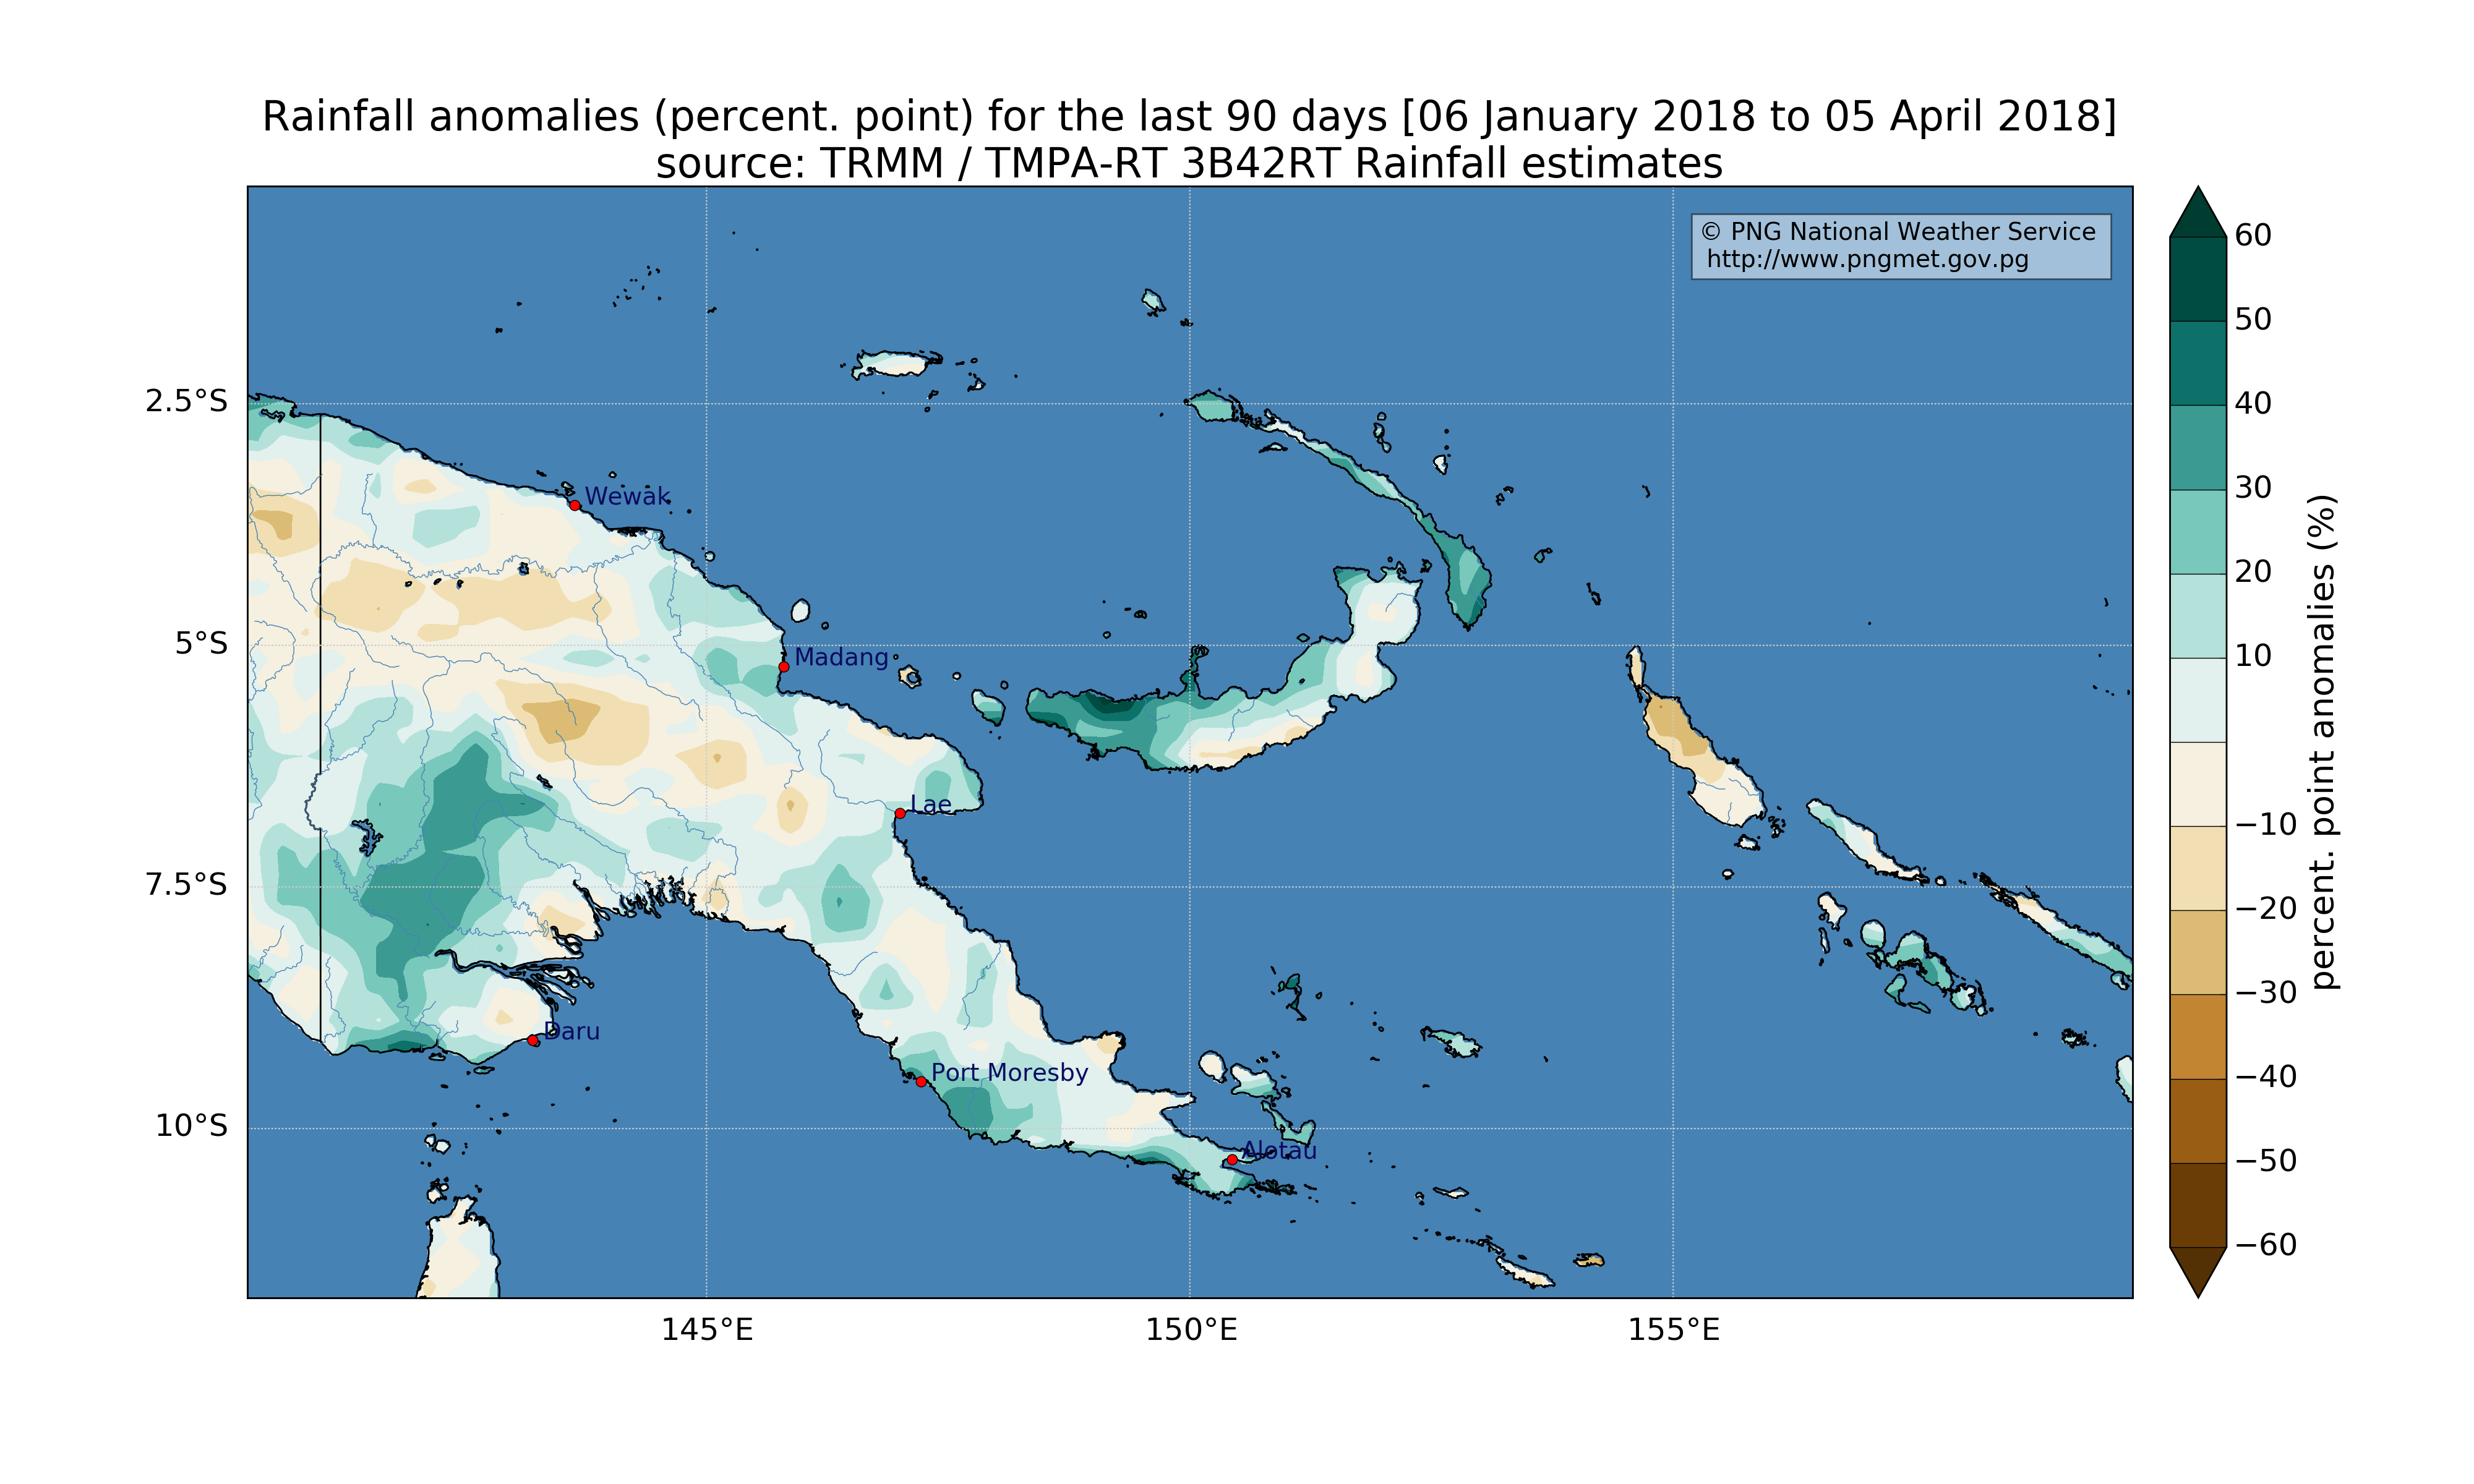 Rainfall anomalies (percent. point) for the last 90 days [06 January 2018 to 05 April 2018]
source: TRMM / TMPA-RT 3B42RT Rainfall estimates
© PNG National Weather Service
http://www.pngmet.gov.pg
2.5°S
5°S
7.5°S
10°S
145°E
150°E
155°E
Wewak
Madang
Lae
Daru
Port Moresby
Alotau
60
50
40
30
20
10
−10
−20
−30
−40
−50
−60
percent. point anomalies (%)